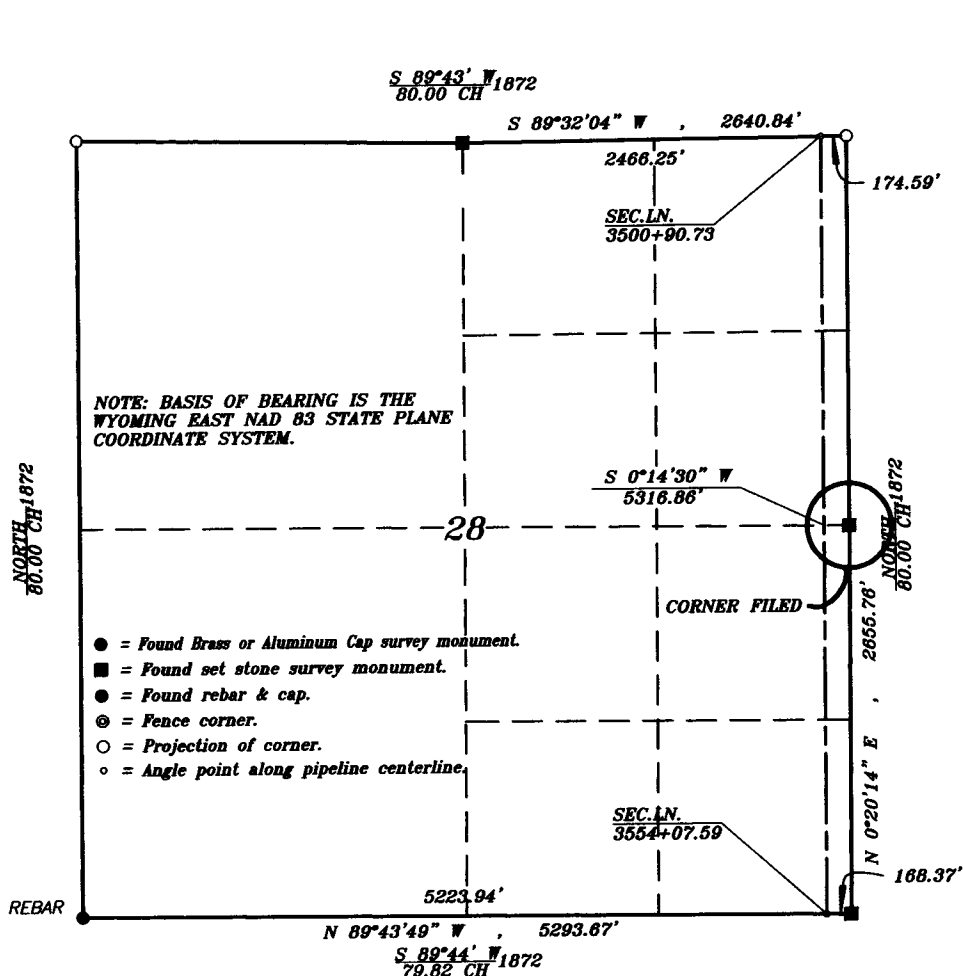 S 89°43' W 1872
80.00 CH
S 89°32'04" W , 2640.84'
2466.25'
174.59'
SEC.LN.
3500+90.73
NOTE: BASIS OF BEARING IS THE
WYOMING EAST NAD 83 STATE PLANE
COORDINATE SYSTEM.
NORTH 1872
80.00 CH
S 0°14'30" W
5316.86'
NORTH 1872
80.00 CH
28
CORNER FILED
N 0°20'14" E , 2655.76'
= Found Brass or Aluminum Cap survey monument.
= Found set stone survey monument.
= Found rebar & cap.
= Fence corner.
= Projection of corner.
= Angle point along pipeline centerline.
SEC.LN.
3554+07.59
168.37'
REBAR
5223.94'
N 89°43'49" W , 5293.67'
S 89°44' W 1872
79.82 CH